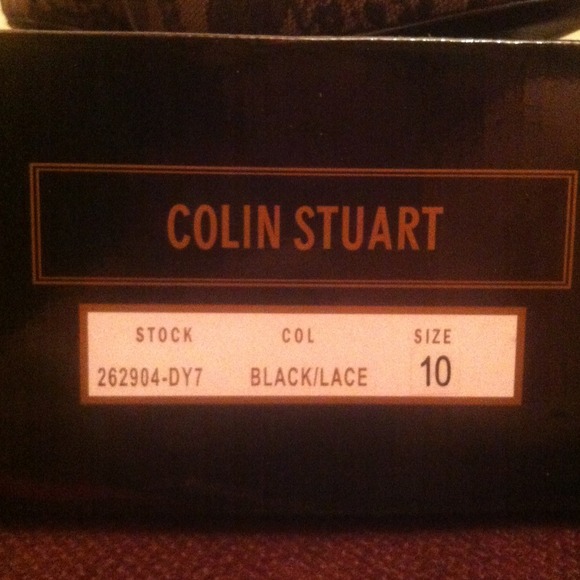 COLIN STUART
STOCK COL SIZE
262904-DY7 BLACK/LACE 10